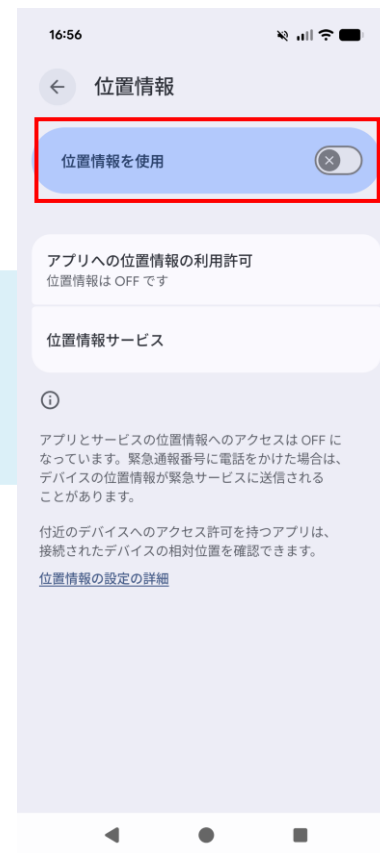 16:56
位置情報
位置情報を使用
アプリへの位置情報の利用許可
位置情報は OFF です
位置情報サービス
アプリとサービスの位置情報へのアクセスは OFF に
なっています。緊急通報番号に電話をかけた場合は、
デバイスの位置情報が緊急サービスに送信される
ことがあります。
付近のデバイスへのアクセス許可を持つアプリは、
接続されたデバイスの相対位置を確認できます。
位置情報の設定の詳細